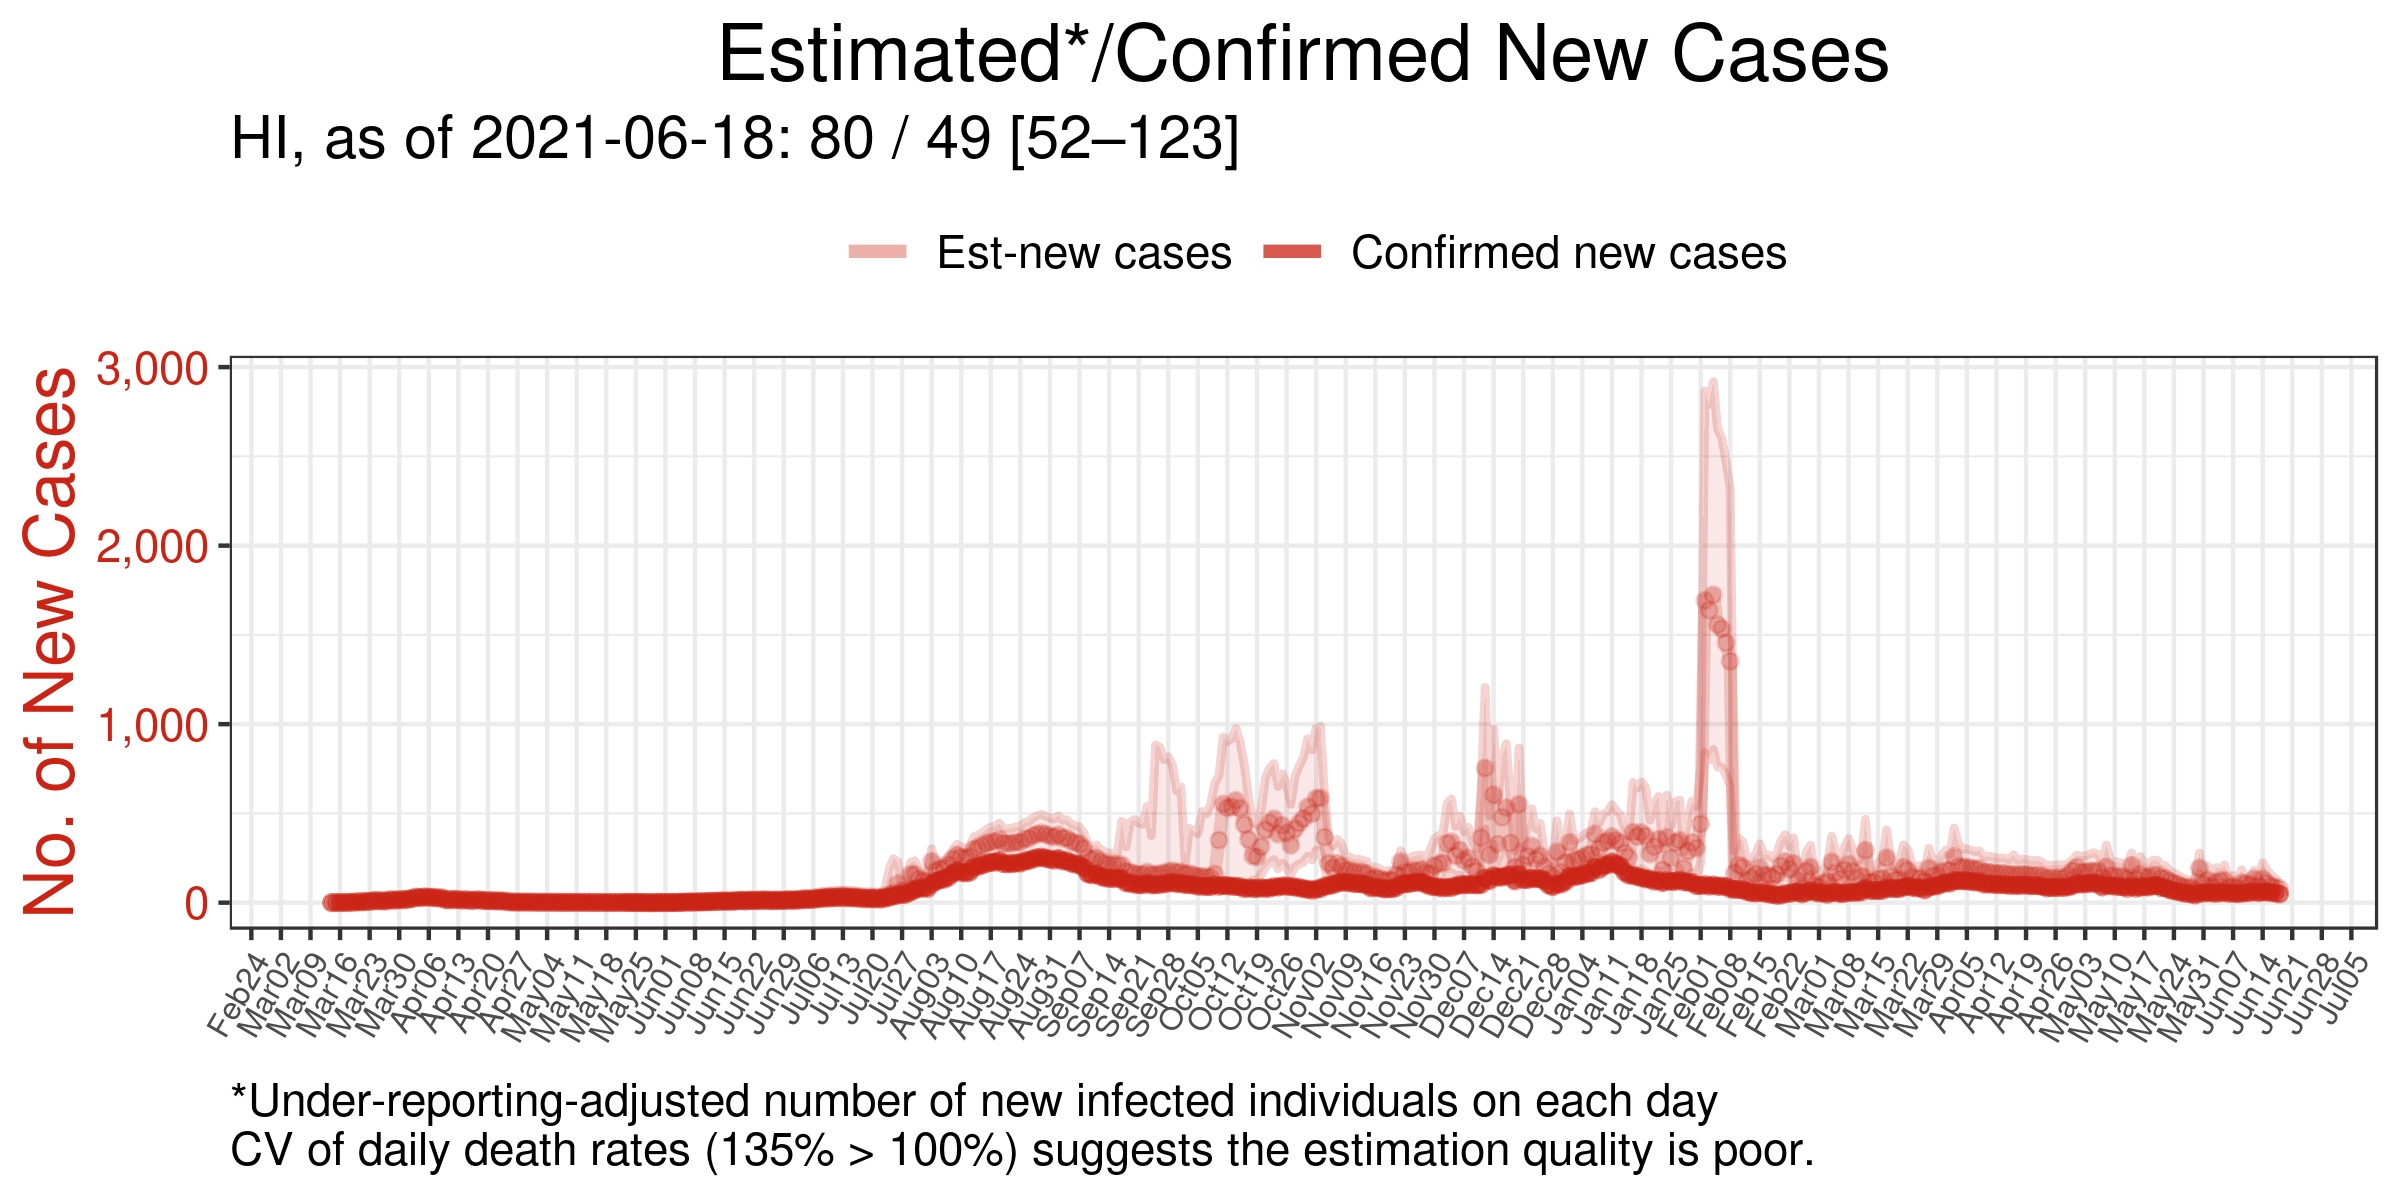 Estimated*/Confirmed New Cases
HI, as of 2021-06-18: 80 / 49 [52–123]
Est-new cases Confirmed new cases
No. of New Cases
3,000
2,000
1,000
0
Feb24 Mar02 Mar09 Mar16 Mar23 Mar30 Apr06 Apr13 Apr20 Apr27 May04 May11 May18 May25 Jun01 Jun08 Jun15 Jun22 Jun29 Jul06 Jul13 Jul20 Jul27 Aug03 Aug10 Aug17 Aug24 Aug31 Sep07 Sep14 Sep21 Sep28 Oct05 Oct12 Oct19 Oct26 Nov02 Nov09 Nov16 Nov23 Nov30 Dec07 Dec14 Dec21 Dec28 Jan04 Jan11 Jan18 Jan25 Feb01 Feb08 Feb15 Feb22 Mar01 Mar08 Mar15 Mar22 Mar29 Apr05 Apr12 Apr19 Apr26 May03 May10 May17 May24 May31 Jun07 Jun14 Jun21 Jun28 Jul05
*Under-reporting-adjusted number of new infected individuals on each day
CV of daily death rates (135% > 100%) suggests the estimation quality is poor.